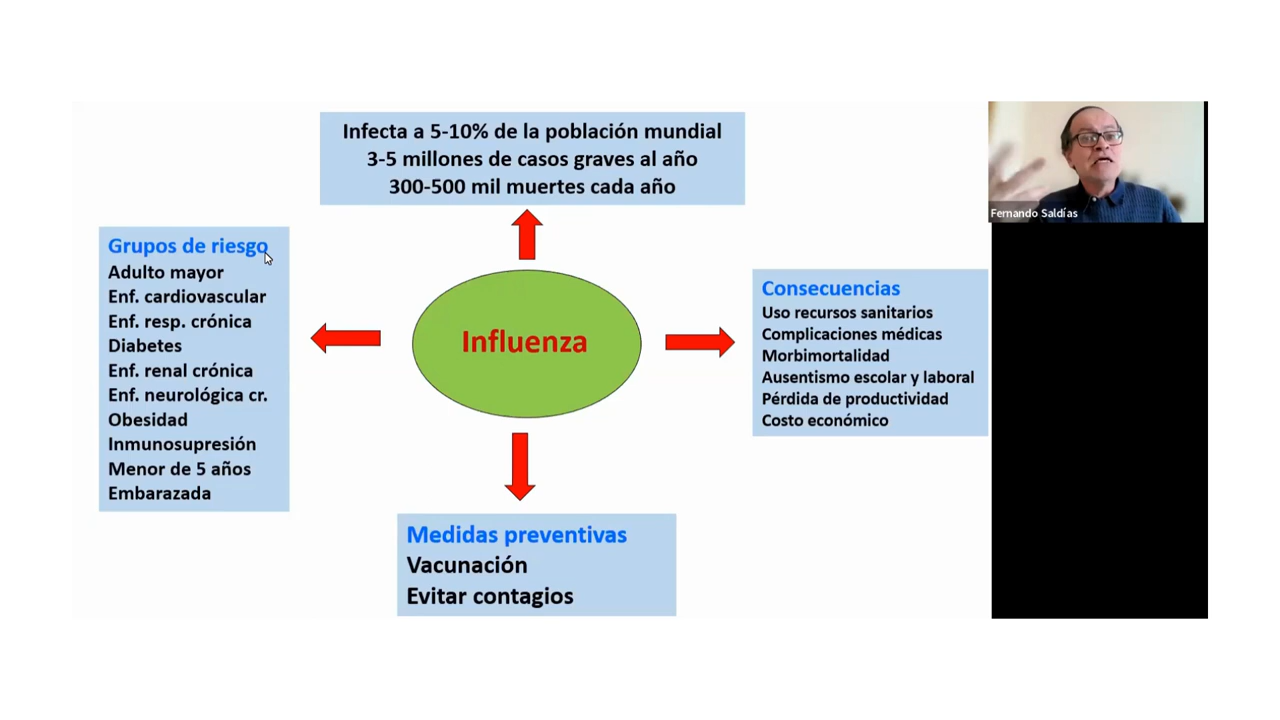 Infecta a 5-10% de la población mundial
3-5 millones de casos graves al año
300-500 mil muertes cada año
Fernando Saldías
Grupos de riesgo
Adulto mayor
Enf. cardiovascular
Enf. resp. crónica
Diabetes
Enf. renal crónica
Enf. neurológica cr.
Obesidad
Inmunosupresión
Menor de 5 años
Embarazada
Influenza
Consecuencias
Uso recursos sanitarios
Complicaciones médicas
Morbimortalidad
Ausentismo escolar y laboral
Pérdida de productividad
Costo económico
Medidas preventivas
Vacunación
Evitar contagios